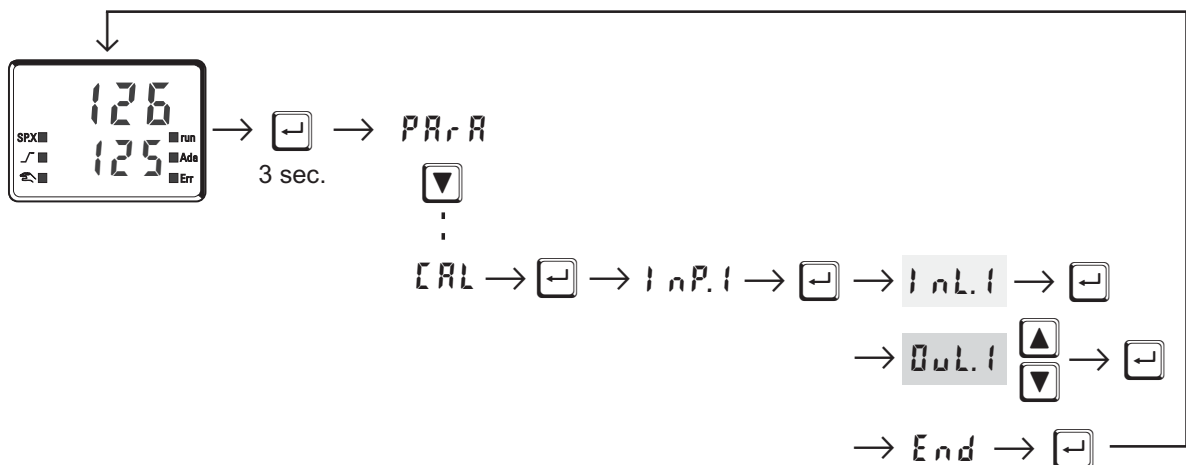 126
SP.X run
125 Ada
Err
PArA
3 sec.
CAL InP.1 InL.1
OuL.1
End